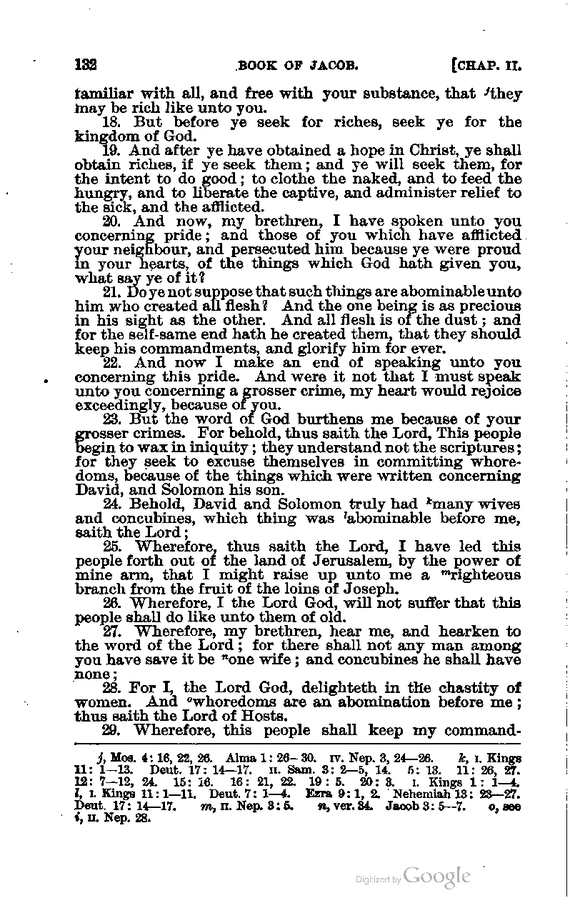 132 BOOK OF JACOB. [CHAP. II.
familiar with all, and free with your substance, that jthey
may be rich like unto you.
18. But before ye seek for riches, seek ye for the
kingdom of God.
19. And after ye have obtained a hope in Christ, ye shall
obtain riches, if ye seek them; and ye will seek them, for
the intent to do good; to clothe the naked, and to feed the
hungry, and to liberate the captive, and administer relief to
the sick, and the afflicted.
20. And now, my brethren, I have spoken unto you
concerning pride; and those of you which have afflicted
your neighbour, and persecuted him because ye were proud
in your hearts, of the things which God hath given you,
what say ye of it?
21. Do ye not suppose that such things are abominable unto
him who created all flesh? And the one being is as precious
in his sight as the other. And all flesh is of the dust; and
for the self-same end hath he created them, that they should
keep his commandments, and glorify him for ever.
22. And now I make an end of speaking unto you
concerning this pride. And were it not that I must speak
unto you concerning a grosser crime, my heart would rejoice
exceedingly, because of you.
23. But the word of God burthens me because of your
grosser crimes. For behold, thus saith the Lord, This people
begin to wax in iniquity; they understand not the scriptures;
for they seek to excuse themselves in committing whore-
doms, because of the things which were written concerning
David, and Solomon his son.
24. Behold, David and Solomon truly had kmany wives
and concubines, which thing was labominable before me,
saith the Lord;
25. Wherefore, thus saith the Lord, I have led this
people forth out of the land of Jerusalem, by the power of
mine arm, that I might raise up unto me a mrighteous
branch from the fruit of the loins of Joseph.
26. Wherefore, I the Lord God, will not suffer that this
people shall do like unto them of old.
27. Wherefore, my brethren, hear me, and hearken to
the word of the Lord; for there shall not any man among
you have save it be none wife; and concubines he shall have
none;
28. For I, the Lord God, delighteth in the chastity of
women. And owhoredoms are an abomination before me;
thus saith the Lord of Hosts.
29. Wherefore, this people shall keep my command-
j, Mos. 4: 16, 22, 26. Alma 1: 26–30. IV. Nep. 3, 24–26. k, I. Kings
11: 1–13. Deut. 17: 14–17. II. Sam. 3: 2–5, 14. 5: 13. 11: 26, 27.
12: 7–12, 24. 15: 16. 16: 21, 22. 19: 5. 20: 3. I. Kings 1: 1–4.
l, I. Kings 11: 1–11. Deut. 7: 1–4. Ezra 9: 1, 2. Nehemiah 13: 23–27.
Deut. 17: 14–17. m, II. Nep. 3: 5. n, ver. 34. Jacob 3: 5–7. o, see
i, II. Nep. 28.
Digitized by Google